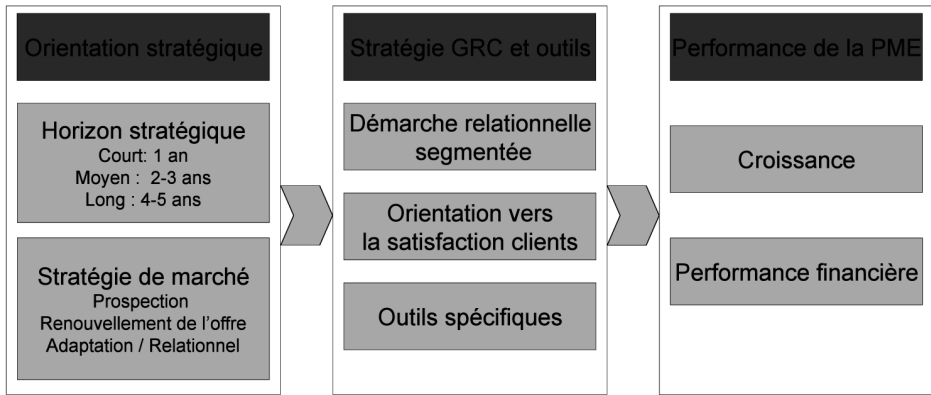 Orientation stratégique
Horizon stratégique
Court: 1 an
Moyen : 2-3 ans
Long : 4-5 ans
Stratégie de marché
Prospection
Renouvellement de l’offre
Adaptation / Relationnel
Stratégie GRC et outils
Démarche relationnelle
segmentée
Orientation vers
la satisfaction clients
Outils spécifiques
Performance de la PME
Croissance
Performance financière